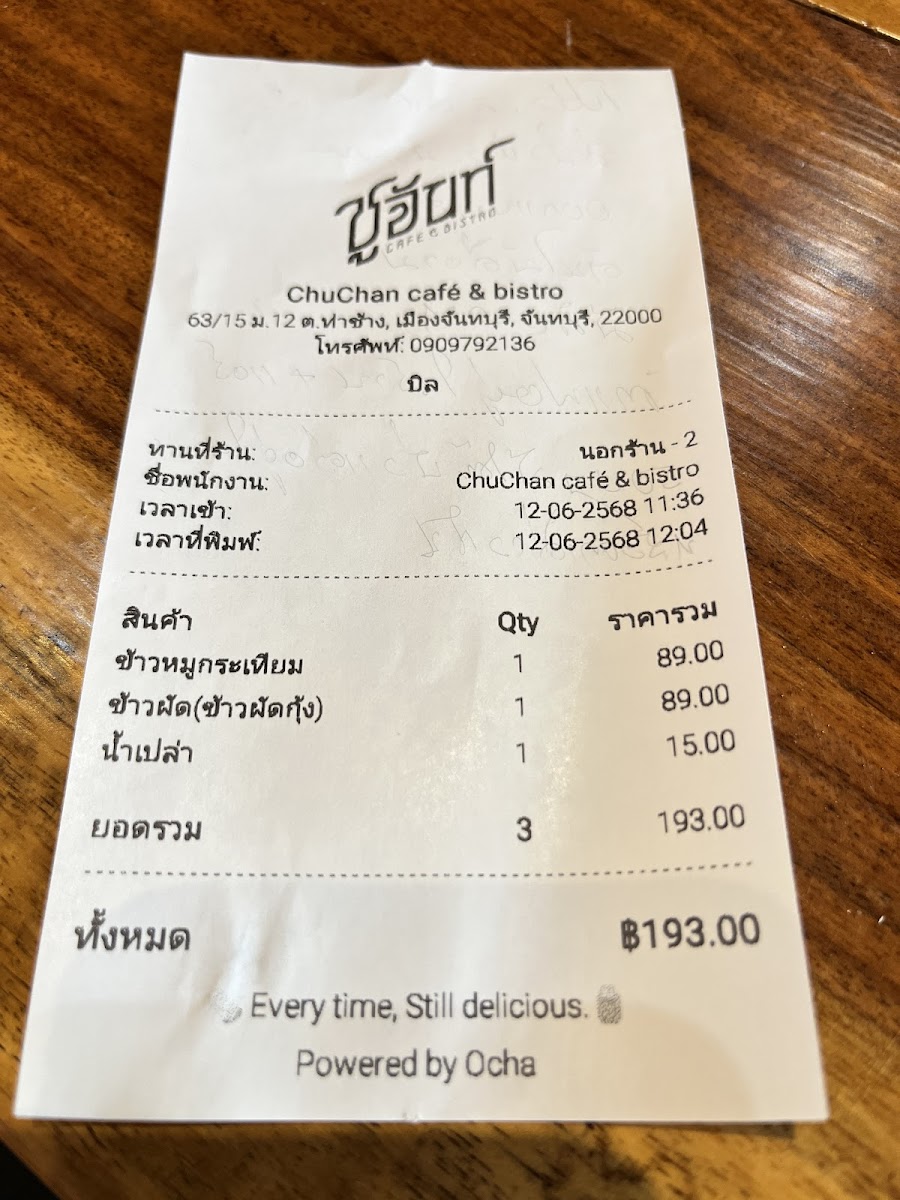 ชูจันท์
CAFE & BISTRO
ChuChan café & bistro
63/15 ม.12 ต.ท่าช้าง, เมืองจันทบุรี, จันทบุรี, 22000
โทรศัพท์: 0909792136
บิล
ทานที่ร้าน: นอกร้าน - 2
ชื่อพนักงาน: ChuChan café & bistro
เวลาเข้า: 12-06-2568 11:36
เวลาที่พิมพ์: 12-06-2568 12:04
สินค้า Qty ราคารวม
ข้าวหมูกระเทียม 1 89.00
ข้าวผัด(ข้าวผัดกุ้ง) 1 89.00
น้ำเปล่า 1 15.00
ยอดรวม 3 193.00
ทั้งหมด ฿193.00
Every time, Still delicious.
Powered by Ocha